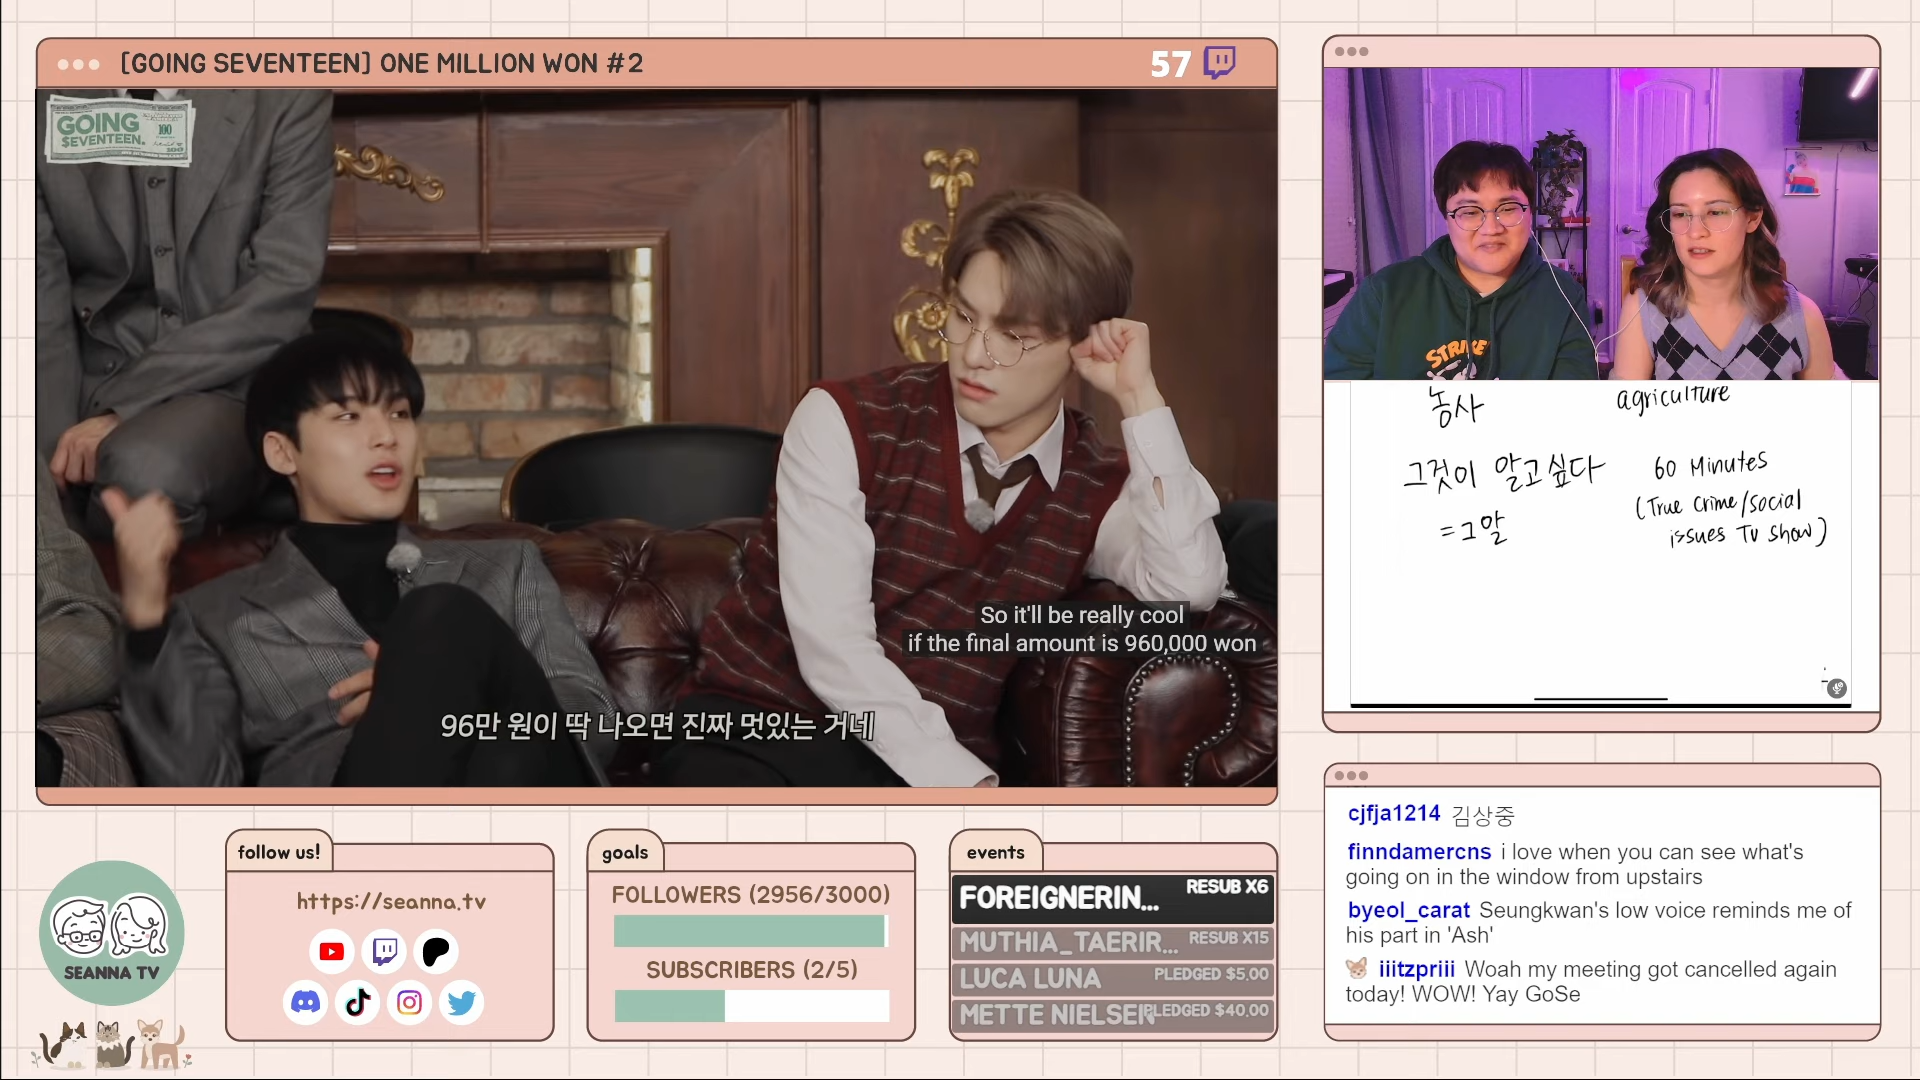 [GOING SEVENTEEN] ONE MILLION WON #2
57
GOING
$EVENTEEN.
100
So it'll be really cool
if the final amount is 960,000 won
96만 원이 딱 나오면 진짜 멋있는 거네
STRIKE
농사 agriculture
그것이 알고싶다 60 Minutes
(True Crime/social
=그알 issues TV show)
cjfja1214 김상중
finndamercns i love when you can see what's
going on in the window from upstairs
byeol_carat Seungkwan's low voice reminds me of
his part in 'Ash'
iiitzpriii Woah my meeting got cancelled again
today! WOW! Yay GoSe
SEANNA TV
follow us!
https://seanna.tv
goals
FOLLOWERS (2956/3000)
SUBSCRIBERS (2/5)
events
FOREIGNERIN... RESUB X6
MUTHIA_TAERIR... RESUB X15
LUCA LUNA PLEDGED $5,00
METTE NIELSEN PLEDGED $40,00